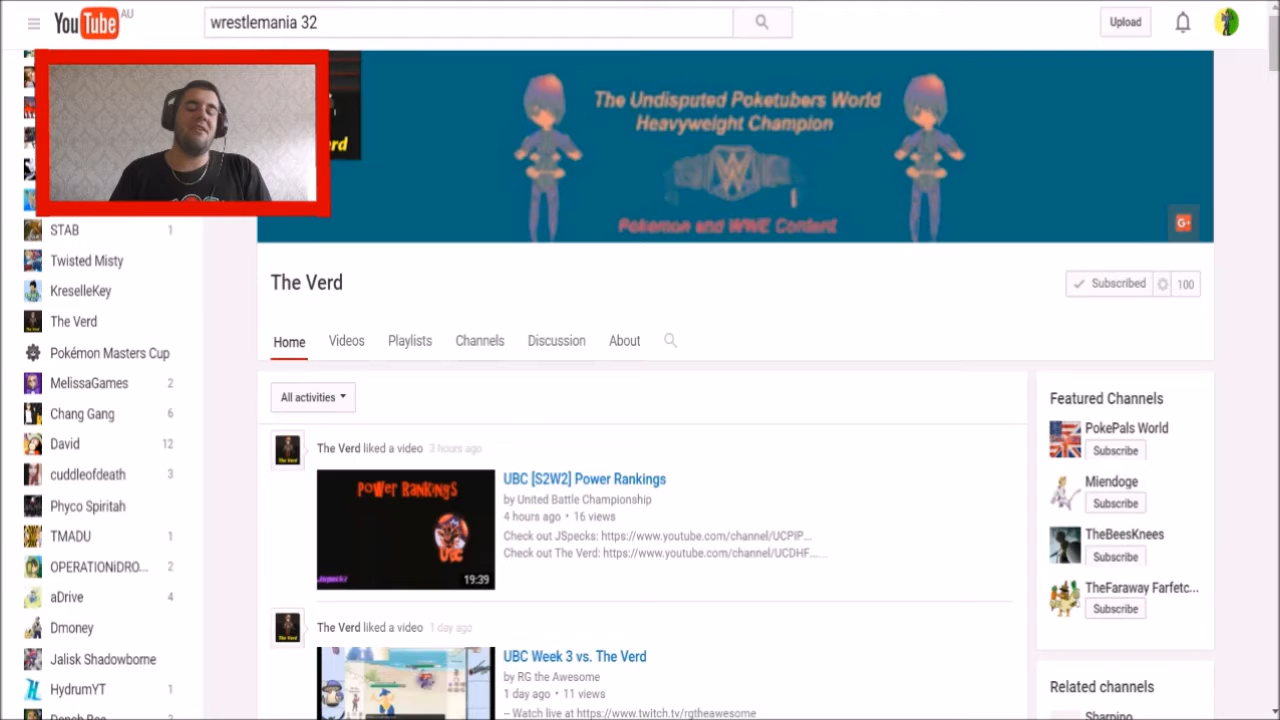 YouTube AU
wrestlemania 32
Upload
The Undisputed Poketubers World
Heavyweight Champion
Pokemon and WWE Content
G+
STAB 1
Twisted Misty
KreselleKey
The Verd
Pokémon Masters Cup
MelissaGames 2
Chang Gang 6
David 12
cuddleofdeath 3
Phyco Spiritah
TMADU 1
OPERATIONiDRO... 2
aDrive 4
Dmoney
Jalisk Shadowborne
HydrumYT 1
The Verd
Subscribed 100
Home Videos Playlists Channels Discussion About
All activities
The Verd liked a video 3 hours ago
POWER RANKINGS
UBC
19:39
UBC [S2W2] Power Rankings
by United Battle Championship
4 hours ago • 16 views
Check out JSpecks: https://www.youtube.com/channel/UCPIP...
Check out The Verd: https://www.youtube.com/channel/UCDHF...
The Verd liked a video 1 day ago
UBC Week 3 vs. The Verd
by RG the Awesome
1 day ago • 11 views
-- Watch live at https://www.twitch.tv/rgtheawesome
Featured Channels
PokePals World
Subscribe
Miendoge
Subscribe
TheBeesKnees
Subscribe
TheFaraway Farfetc...
Subscribe
Related channels